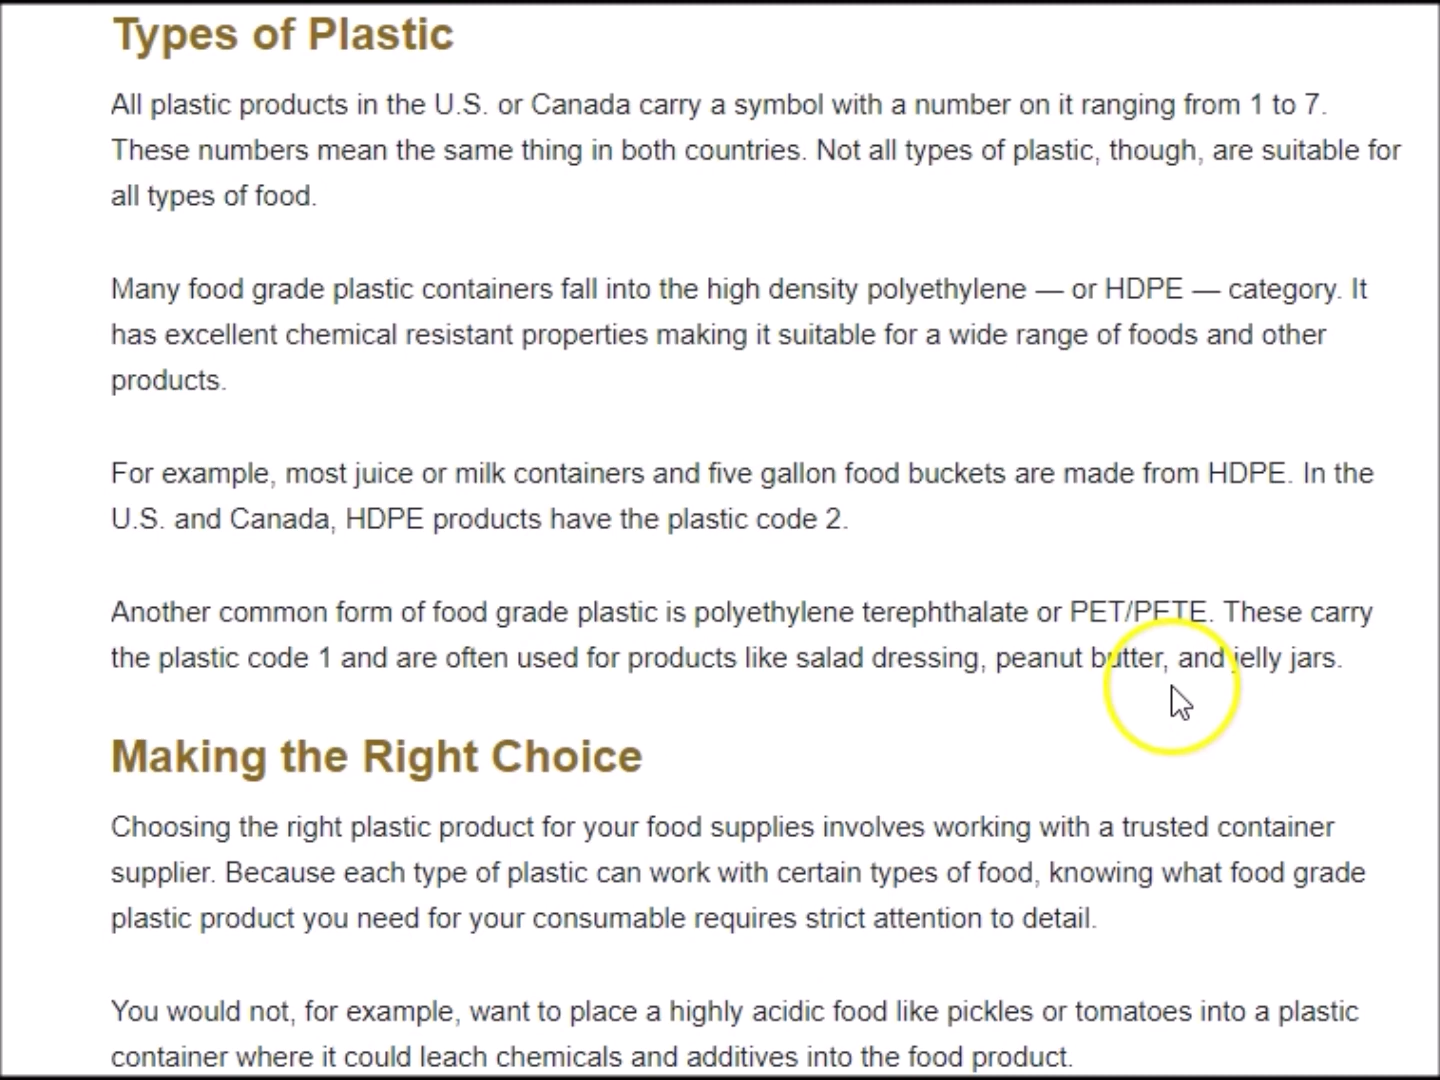 Types of Plastic
All plastic products in the U.S. or Canada carry a symbol with a number on it ranging from 1 to 7.
These numbers mean the same thing in both countries. Not all types of plastic, though, are suitable for
all types of food.
Many food grade plastic containers fall into the high density polyethylene — or HDPE — category. It
has excellent chemical resistant properties making it suitable for a wide range of foods and other
products.
For example, most juice or milk containers and five gallon food buckets are made from HDPE. In the
U.S. and Canada, HDPE products have the plastic code 2.
Another common form of food grade plastic is polyethylene terephthalate or PET/PETE. These carry
the plastic code 1 and are often used for products like salad dressing, peanut butter, and jelly jars.
Making the Right Choice
Choosing the right plastic product for your food supplies involves working with a trusted container
supplier. Because each type of plastic can work with certain types of food, knowing what food grade
plastic product you need for your consumable requires strict attention to detail.
You would not, for example, want to place a highly acidic food like pickles or tomatoes into a plastic
container where it could leach chemicals and additives into the food product.